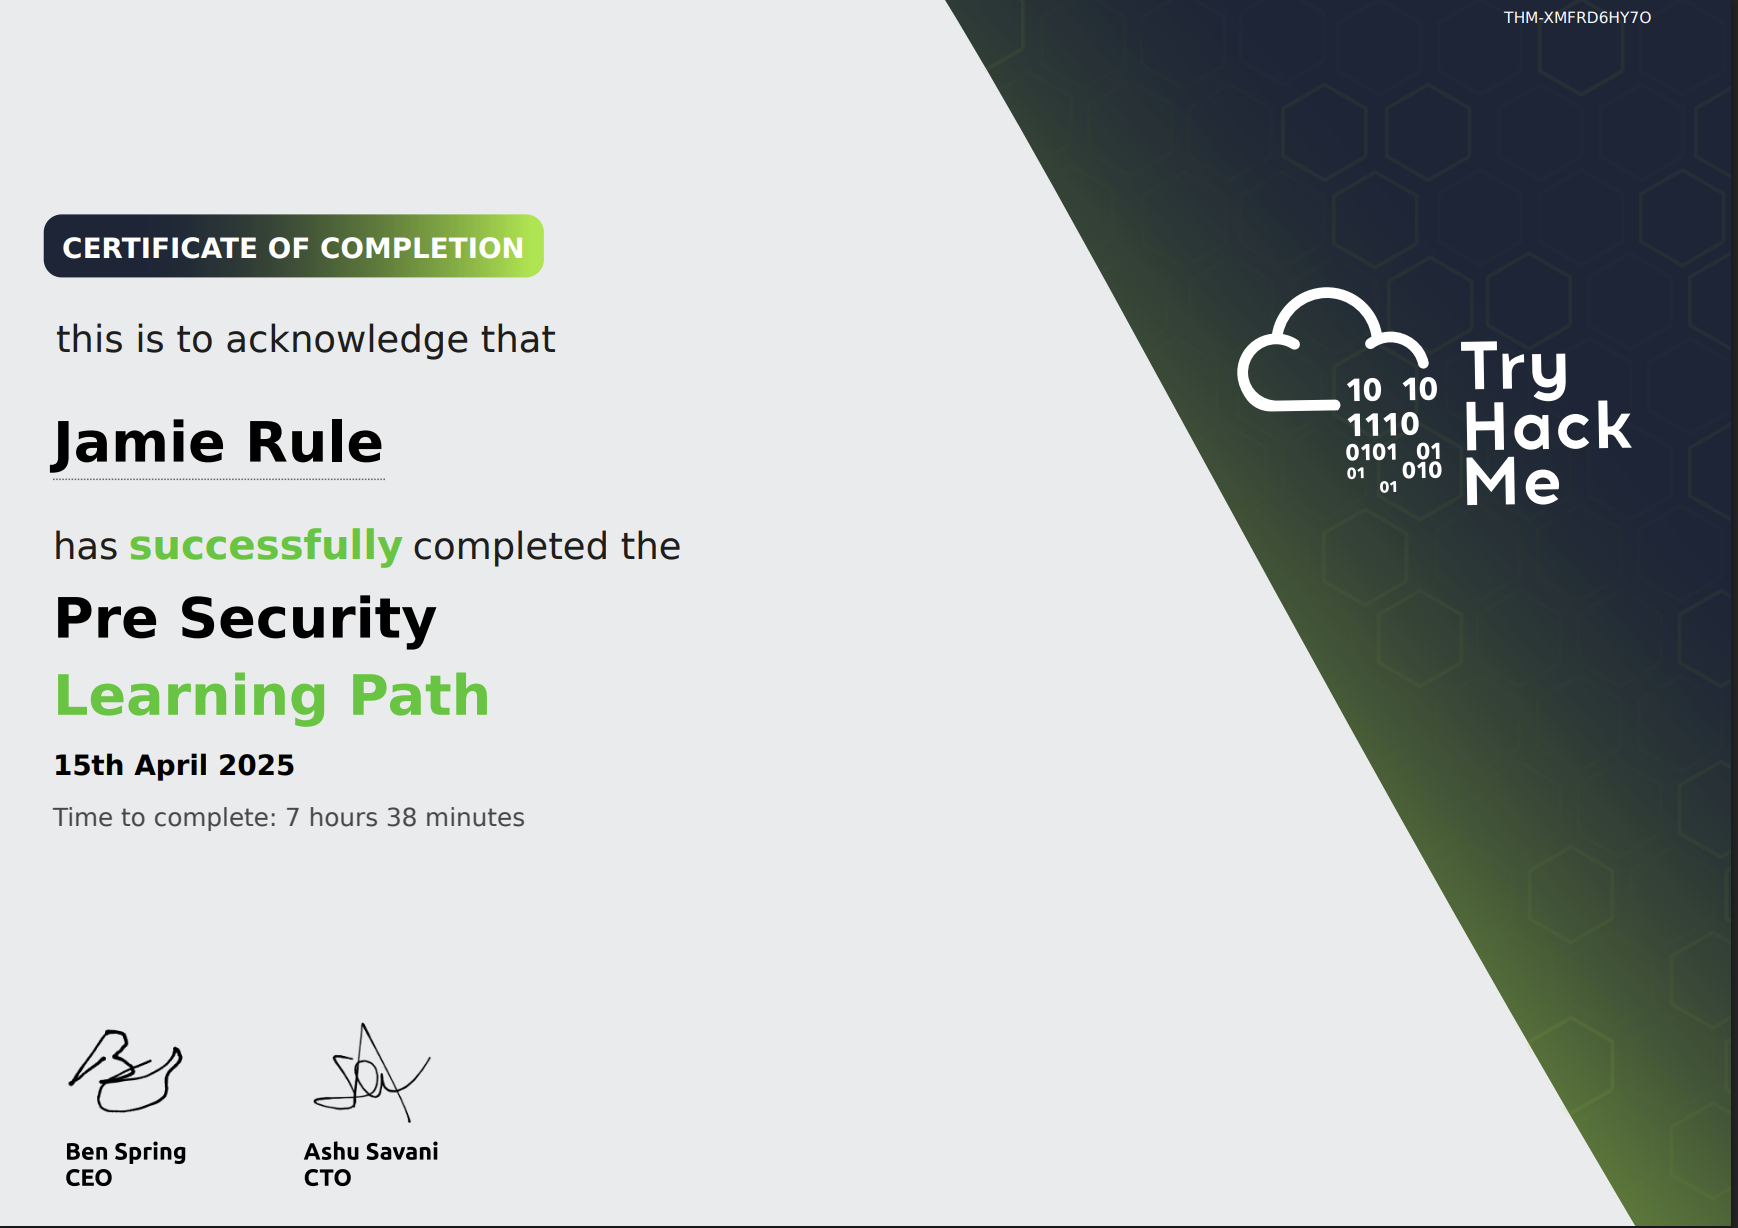 THM-XMFRD6HY7O
CERTIFICATE OF COMPLETION
this is to acknowledge that
Jamie Rule
has successfully completed the
Pre Security
Learning Path
15th April 2025
Time to complete: 7 hours 38 minutes
10 10
1110
0101 01
01 010
01
Try
Hack
Me
Ben Spring
CEO
Ashu Savani
CTO